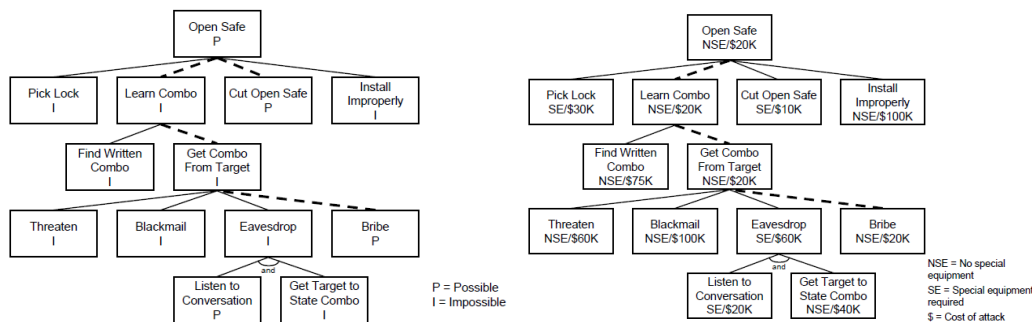 Open Safe
P
Pick Lock
I
Learn Combo
I
Cut Open Safe
P
Install
Improperly
I
Find Written
Combo
I
Get Combo
From Target
I
Threaten
I
Blackmail
I
Eavesdrop
I
Bribe
P
and
Listen to
Conversation
P
Get Target to
State Combo
I
P = Possible
I = Impossible
Open Safe
NSE/$20K
Pick Lock
SE/$30K
Learn Combo
NSE/$20K
Cut Open Safe
SE/$10K
Install
Improperly
NSE/$100K
Find Written
Combo
NSE/$75K
Get Combo
From Target
NSE/$20K
Threaten
NSE/$60K
Blackmail
NSE/$100K
Eavesdrop
SE/$60K
Bribe
NSE/$20K
and
Listen to
Conversation
SE/$20K
Get Target to
State Combo
NSE/$40K
NSE = No special
equipment
SE = Special equipment
required
$ = Cost of attack